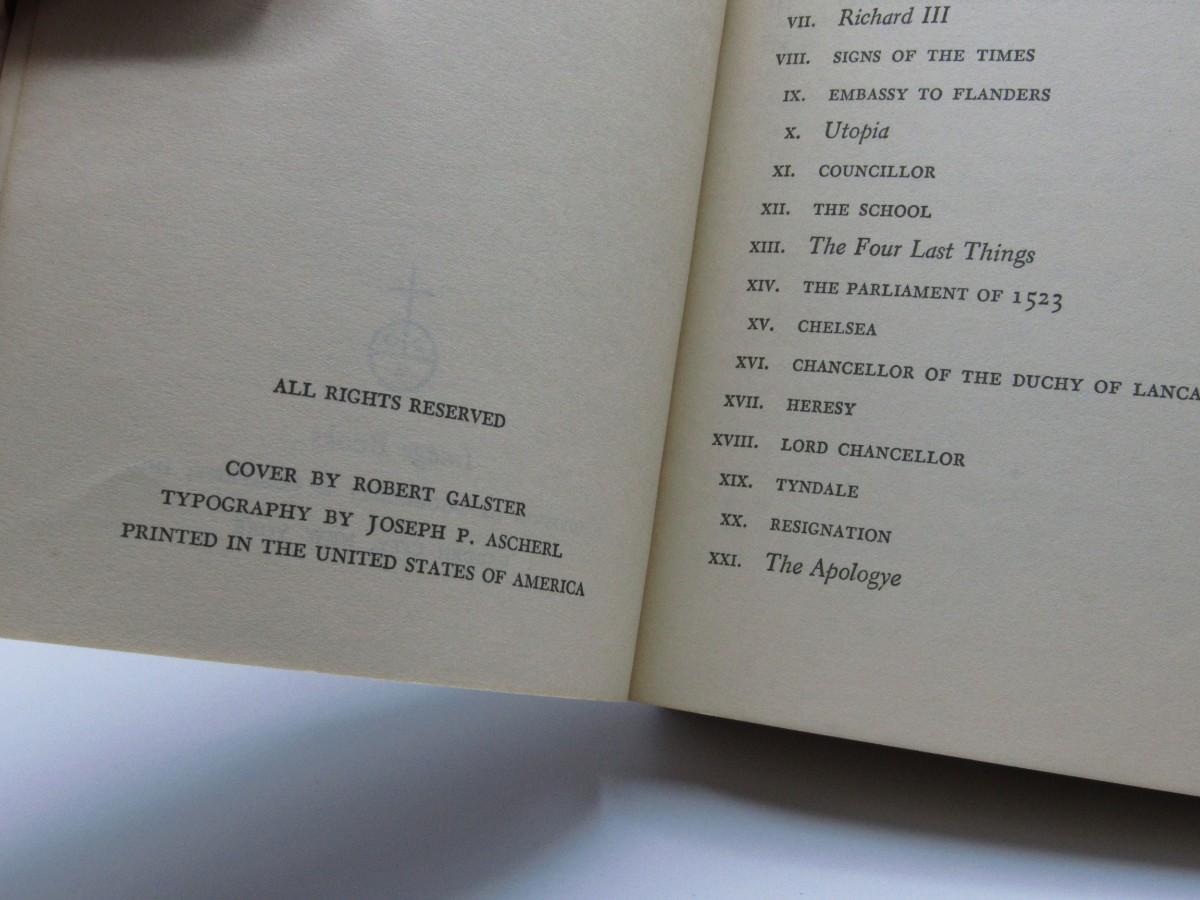 ALL RIGHTS RESERVED
COVER BY ROBERT GALSTER
TYPOGRAPHY BY JOSEPH P. ASCHERL
PRINTED IN THE UNITED STATES OF AMERICA
VII. Richard III
VIII. SIGNS OF THE TIMES
IX. EMBASSY TO FLANDERS
X. Utopia
XI. COUNCILLOR
XII. THE SCHOOL
XIII. The Four Last Things
XIV. THE PARLIAMENT OF 1523
XV. CHELSEA
XVI. CHANCELLOR OF THE DUCHY OF LANCA
XVII. HERESY
XVIII. LORD CHANCELLOR
XIX. TYNDALE
XX. RESIGNATION
XXI. The Apologye